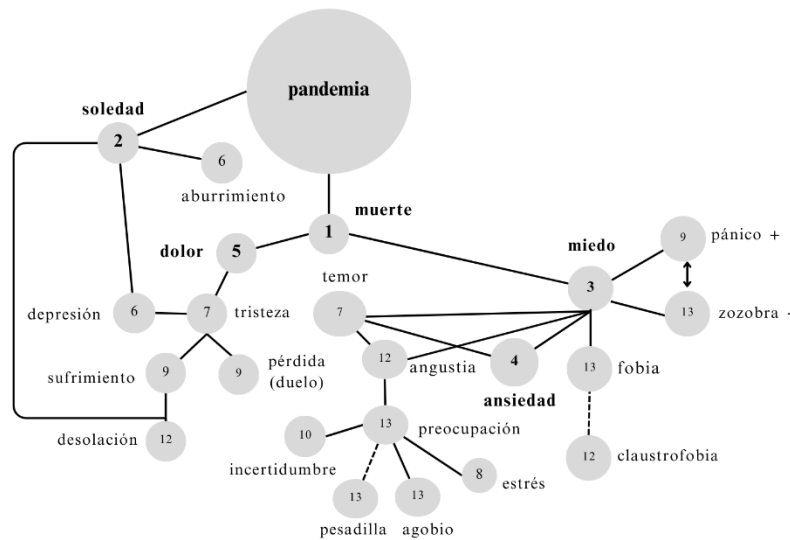 pandemia
soledad
2
6
aburrimiento
muerte
1
dolor
5
miedo
3
9
pánico +
temor
7
depresión
6
7
tristeza
13
zozobra -
12
angustia
4
ansiedad
13
fobia
sufrimiento
9
9
pérdida
(duelo)
desolación
12
13
preocupación
10
incertidumbre
12
claustrofobia
8
estrés
13
pesadilla
13
agobio